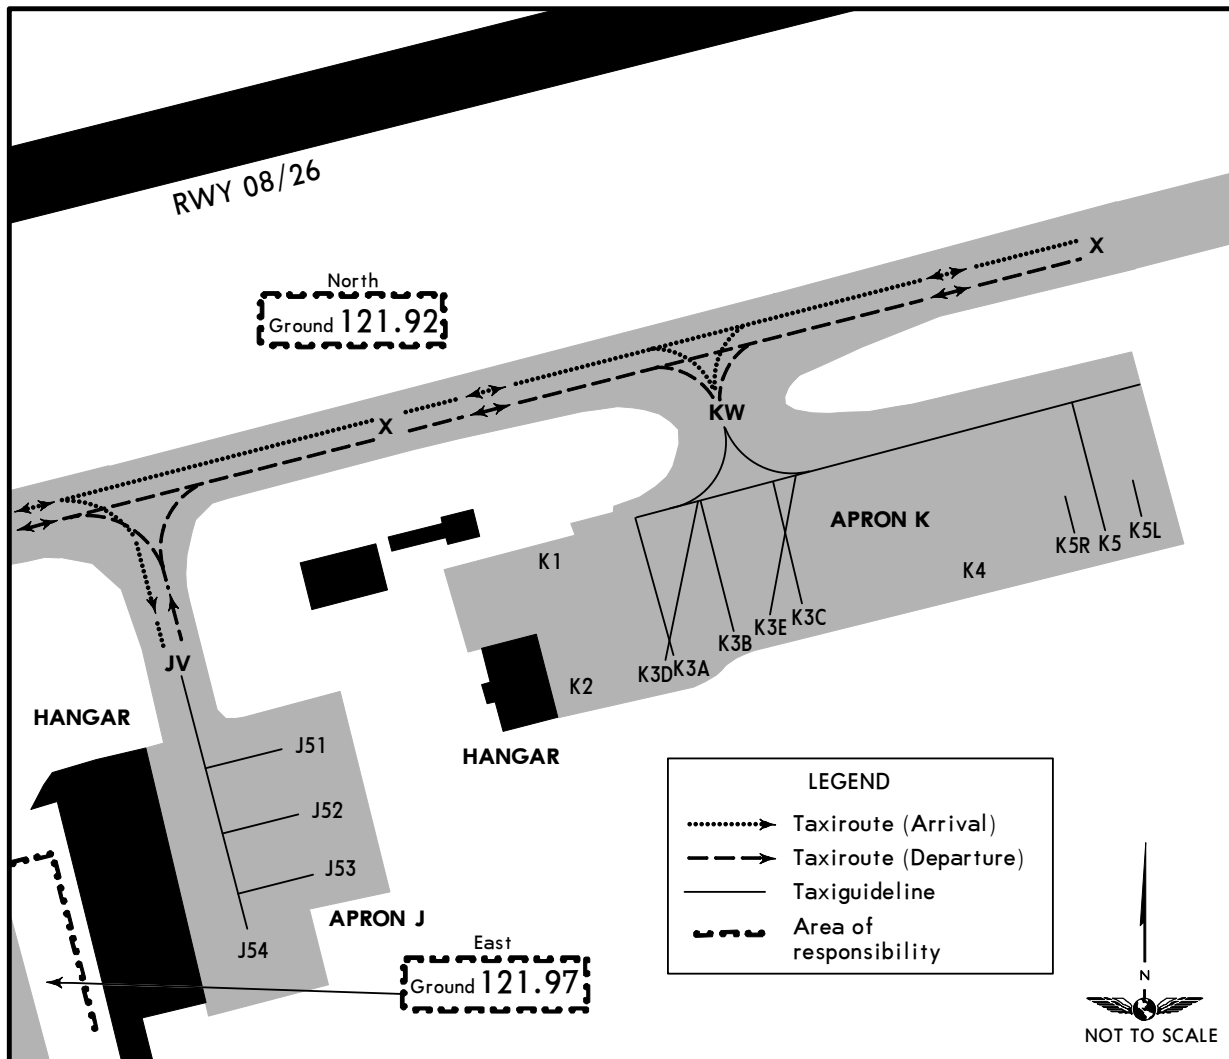 RWY 08/26
North
Ground 121.92
X
X
KW
APRON K
K1
K2
K3D
K3A
K3B
K3E
K3C
K4
K5R
K5
K5L
JV
HANGAR
HANGAR
J51
J52
J53
J54
APRON J
East
Ground 121.97
LEGEND
Taxiroute (Arrival)
Taxiroute (Departure)
Taxiguideline
Area of
responsibility
N
NOT TO SCALE